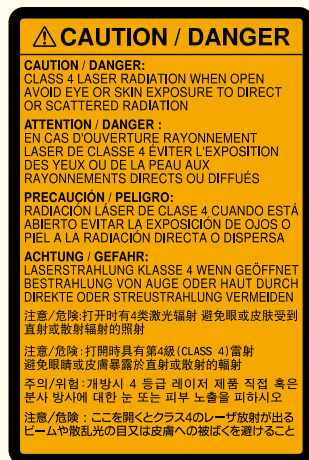 ⚠ CAUTION / DANGER
CAUTION / DANGER:
CLASS 4 LASER RADIATION WHEN OPEN
AVOID EYE OR SKIN EXPOSURE TO DIRECT
OR SCATTERED RADIATION
ATTENTION / DANGER :
EN CAS D'OUVERTURE RAYONNEMENT
LASER DE CLASSE 4 ÉVITER L'EXPOSITION
DES YEUX OU DE LA PEAU AUX
RAYONNEMENTS DIRECTS OU DIFFUÉS
PRECAUCIÓN / PELIGRO:
RADIACIÓN LÁSER DE CLASE 4 CUANDO ESTÁ
ABIERTO EVITAR LA EXPOSICIÓN DE OJOS O
PIEL A LA RADIACIÓN DIRECTA O DISPERSA
ACHTUNG / GEFAHR:
LASERSTRAHLUNG KLASSE 4 WENN GEÖFFNET
BESTRAHLUNG VON AUGE ODER HAUT DURCH
DIREKTE ODER STREUSTRAHLUNG VERMEIDEN
注意/危险:打开时有4类激光辐射 避免眼或皮肤受到
直射或散射辐射的照射
注意/危險:打開時具有第4級(CLASS 4)雷射
避免眼睛或皮膚暴露於直射或散射的輻射
주의/위험:개방시 4 등급 레이저 제품 직접 혹은
분사 방사에 대한 눈 또는 피부 노출을 피하시오
注意/危険：ここを開くとクラス4のレーザ放射が出る
ビームや散乱光の目又は皮膚への被ばくを避けること